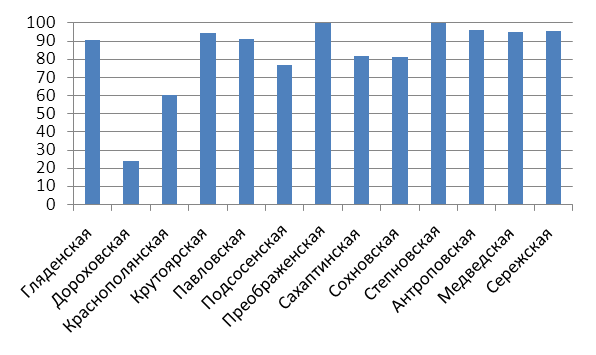 100
90
80
70
60
50
40
30
20
10
0
Гляденская
Дороховская
Краснополянская
Крутоярская
Павловская
Подсосенская
Преображенская
Сахаптинская
Сохновская
Степновская
Антроповская
Медведская
Сережская